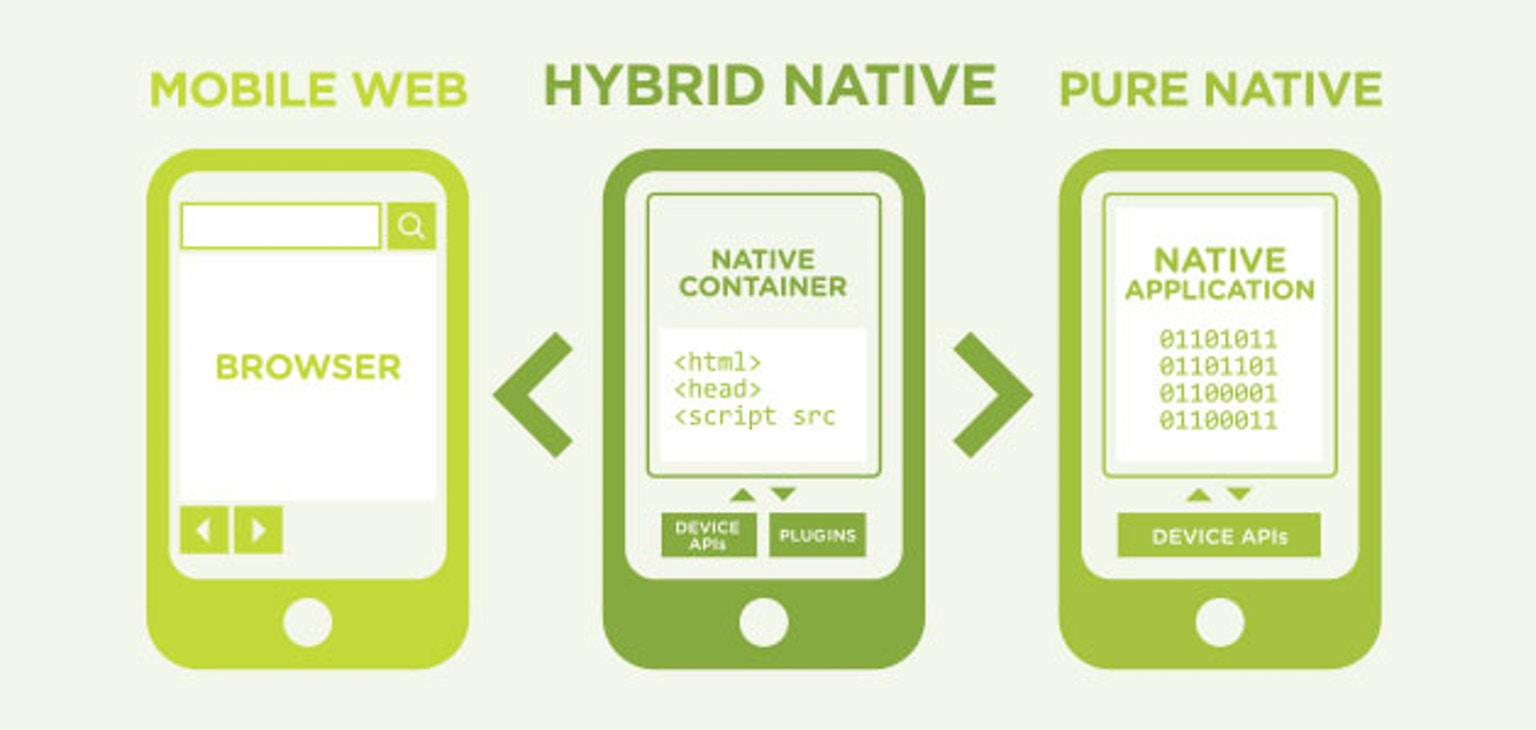 MOBILE WEB
HYBRID NATIVE
PURE NATIVE
BROWSER
NATIVE
CONTAINER
<html>
<head>
<script src
DEVICE
APIs
PLUGINS
NATIVE
APPLICATION
01101011
01101101
01100001
01100011
DEVICE APIs